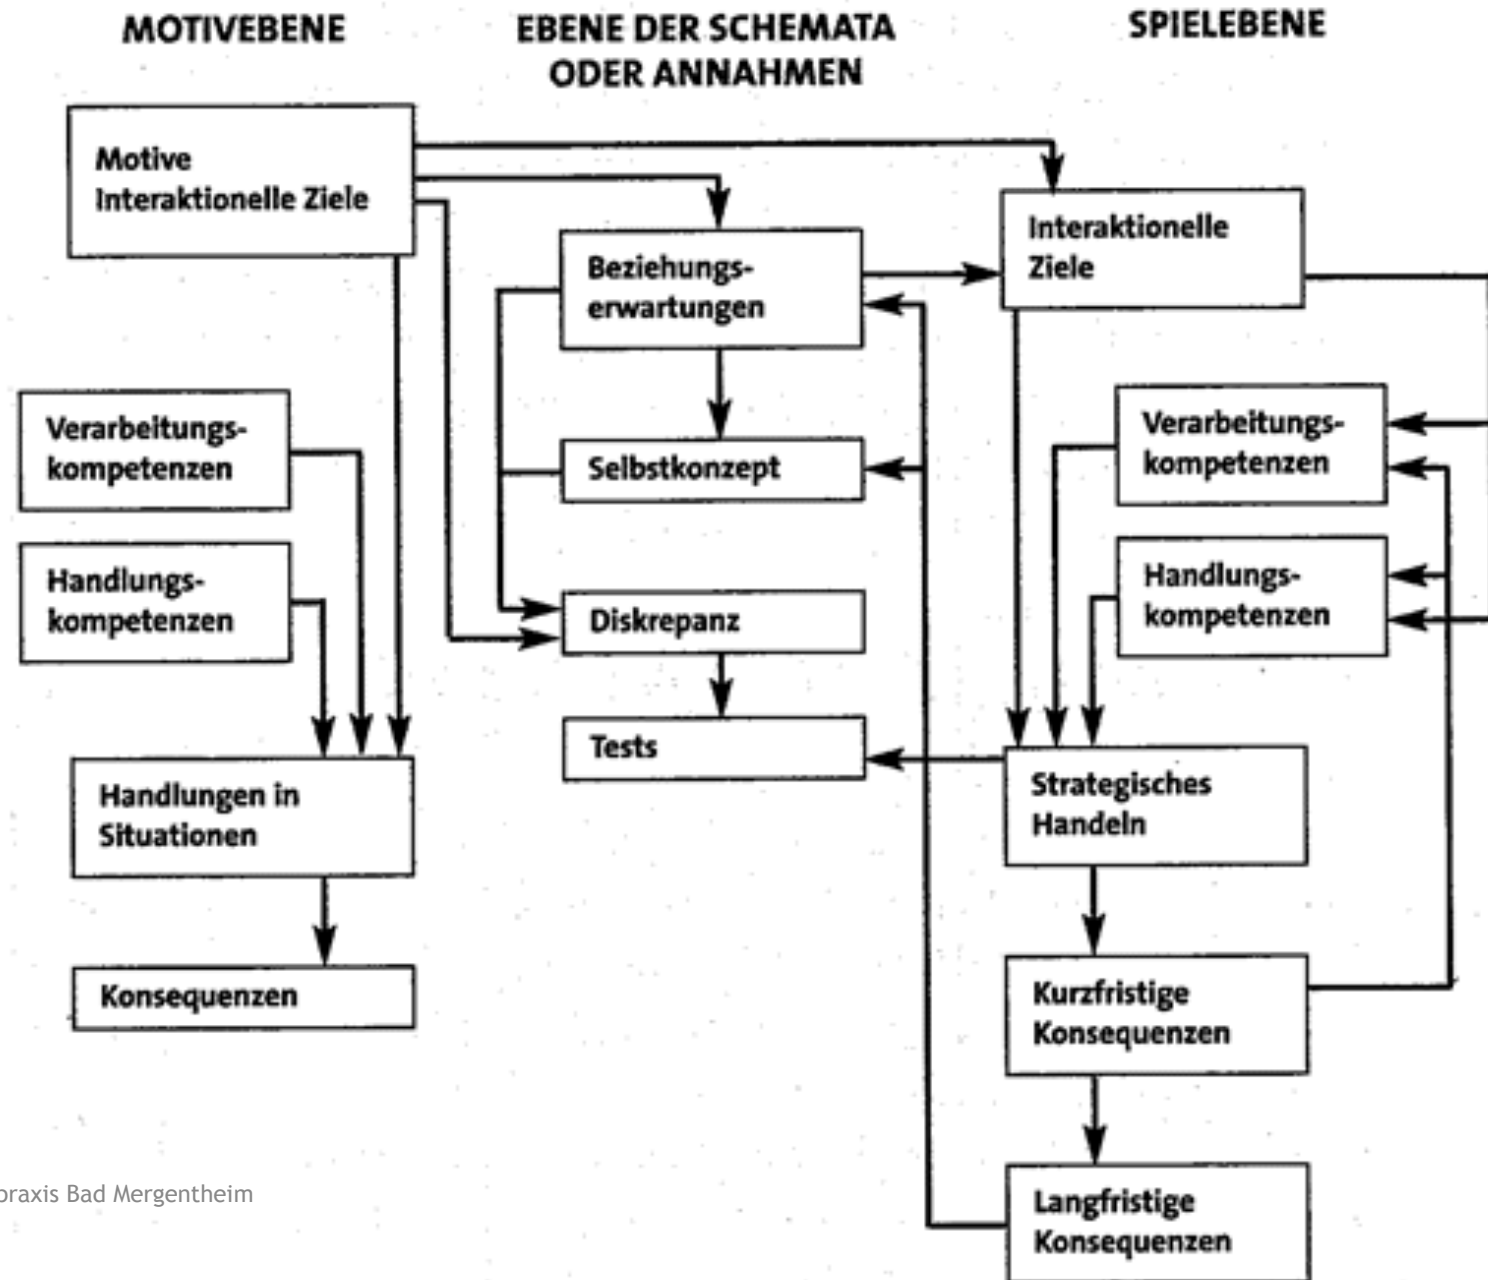 MOTIVEBENE
EBENE DER SCHEMATA
ODER ANNAHMEN
SPIELEBENE
Motive
Interaktionelle Ziele
Beziehungs-
erwartungen
Interaktionelle
Ziele
Verarbeitungs-
kompetenzen
Selbstkonzept
Verarbeitungs-
kompetenzen
Handlungs-
kompetenzen
Diskrepanz
Handlungs-
kompetenzen
Tests
Handlungen in
Situationen
Strategisches
Handeln
Konsequenzen
Kurzfristige
Konsequenzen
Langfristige
Konsequenzen
praxis Bad Mergentheim